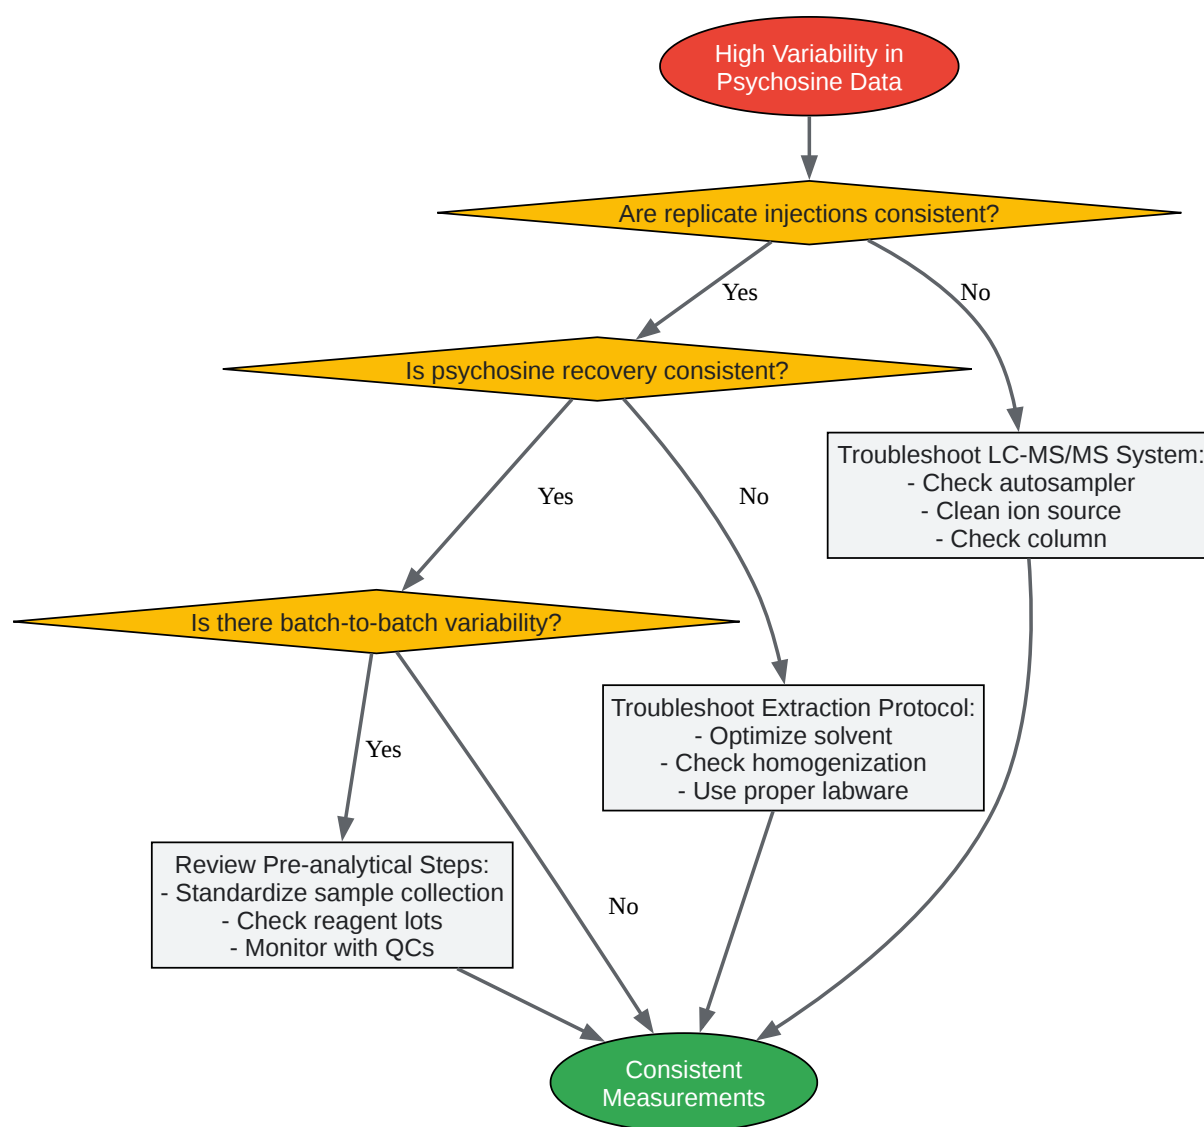 High Variability in
Psychosine Data
Are replicate injections consistent?
Yes
No
Is psychosine recovery consistent?
Troubleshoot LC-MS/MS System:
- Check autosampler
- Clean ion source
- Check column
Yes
No
Is there batch-to-batch variability?
Troubleshoot Extraction Protocol:
- Optimize solvent
- Check homogenization
- Use proper labware
Yes
No
Review Pre-analytical Steps:
- Standardize sample collection
- Check reagent lots
- Monitor with QCs
Consistent
Measurements